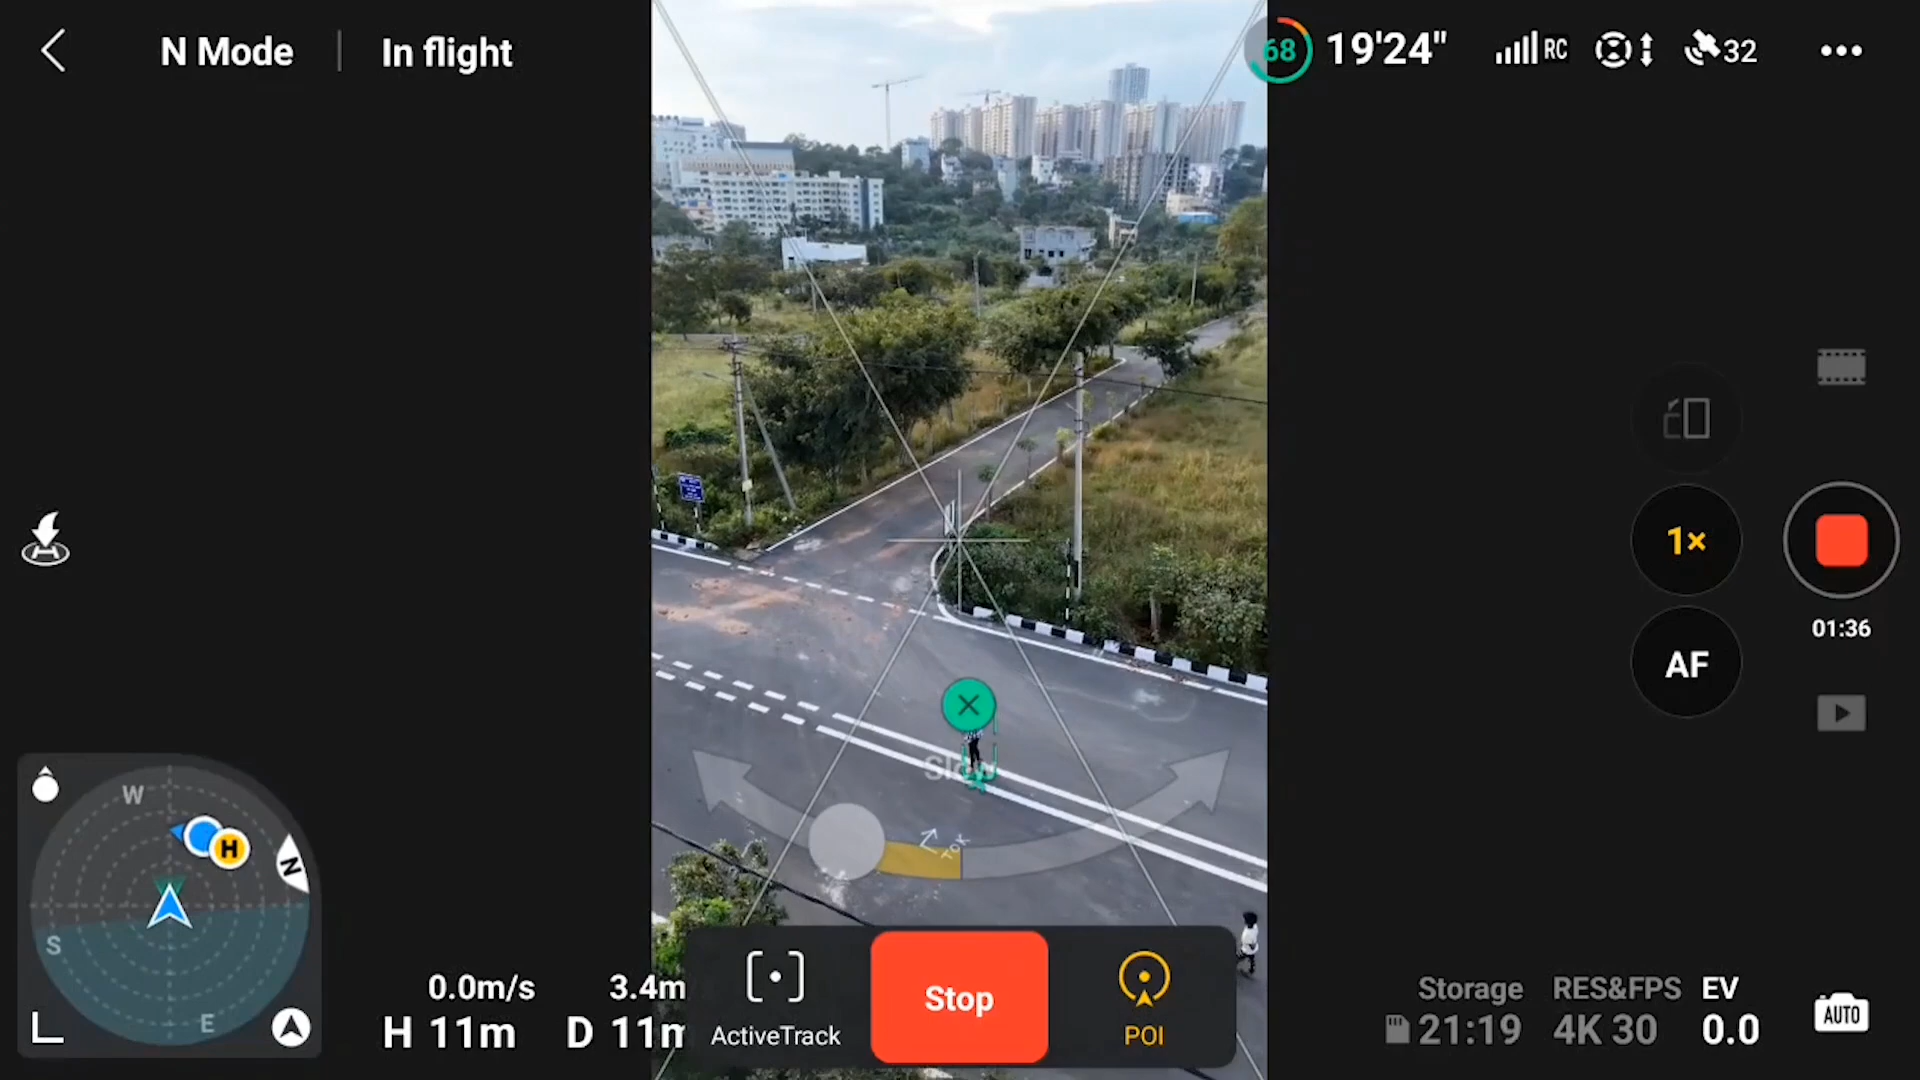 N Mode
In flight
68
19'24"
RC
32
1×
01:36
AF
Slow
W
H
N
S
E
0.0m/s
3.4m
H 11m
D 11m
ActiveTrack
Stop
POI
Storage
21:19
RES&FPS
4K 30
EV
0.0
AUTO